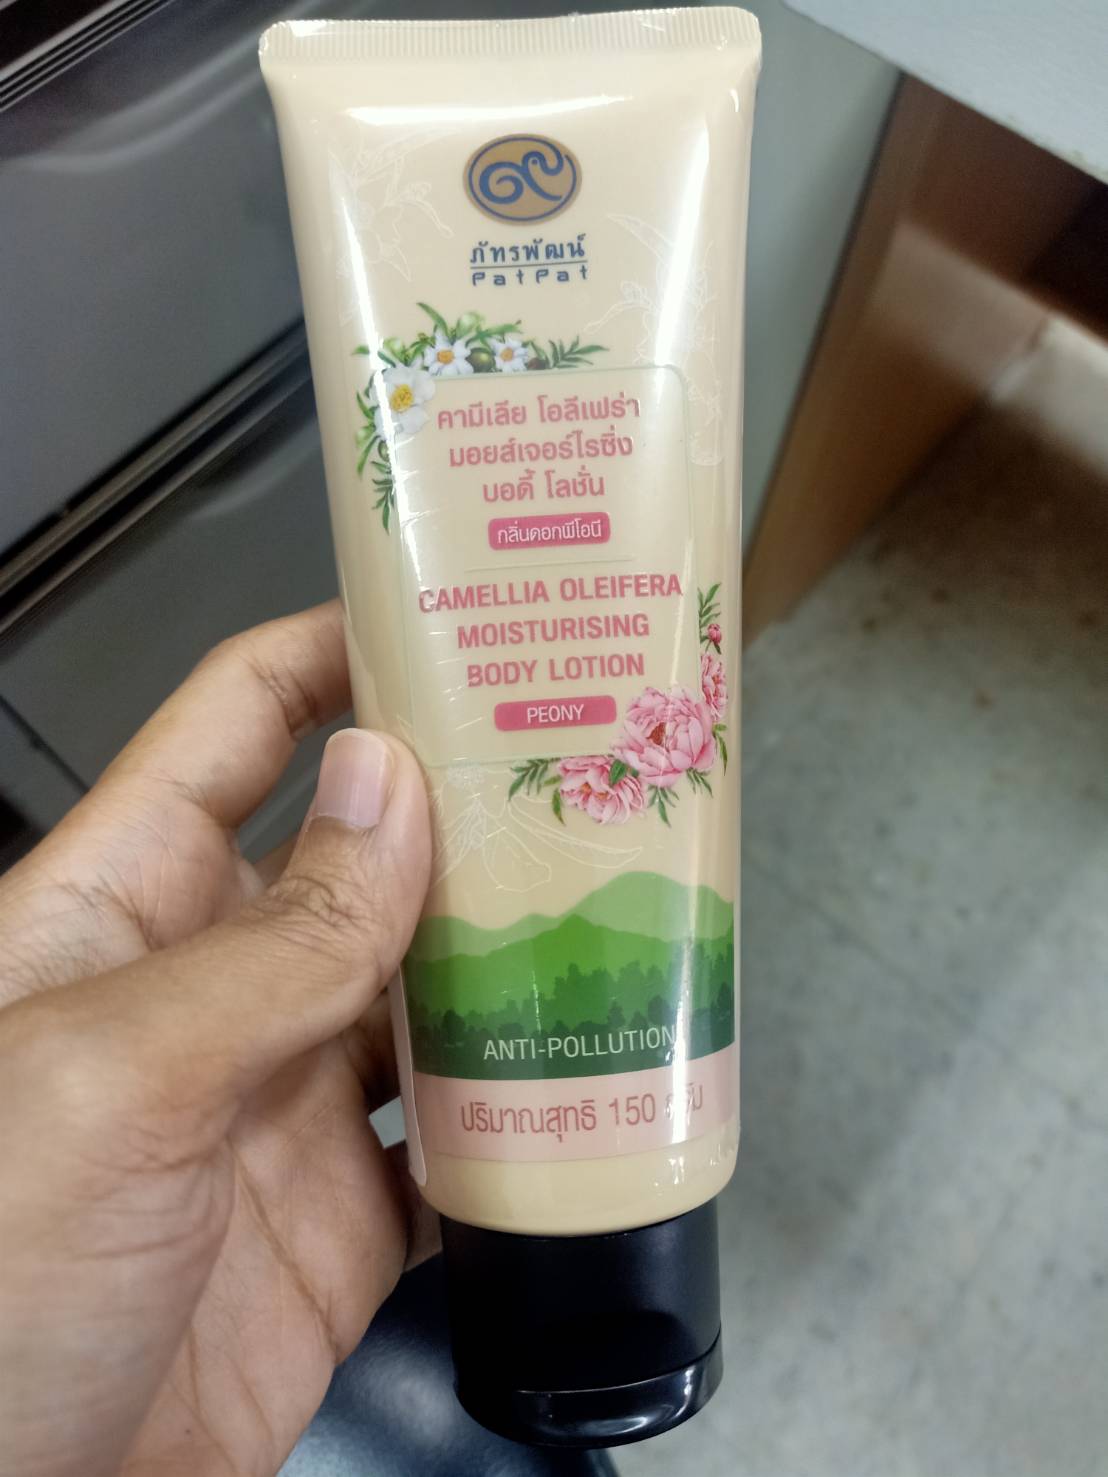 ภัทรพัฒน์
PatPat
คามีเลีย โอลีเฟร่า
มอยส์เจอร์ไรซิ่ง
บอดี้ โลชั่น
กลิ่นดอกพีโอนี
CAMELLIA OLEIFERA
MOISTURISING
BODY LOTION
PEONY
ANTI-POLLUTION
ปริมาณสุทธิ 150 กรัม